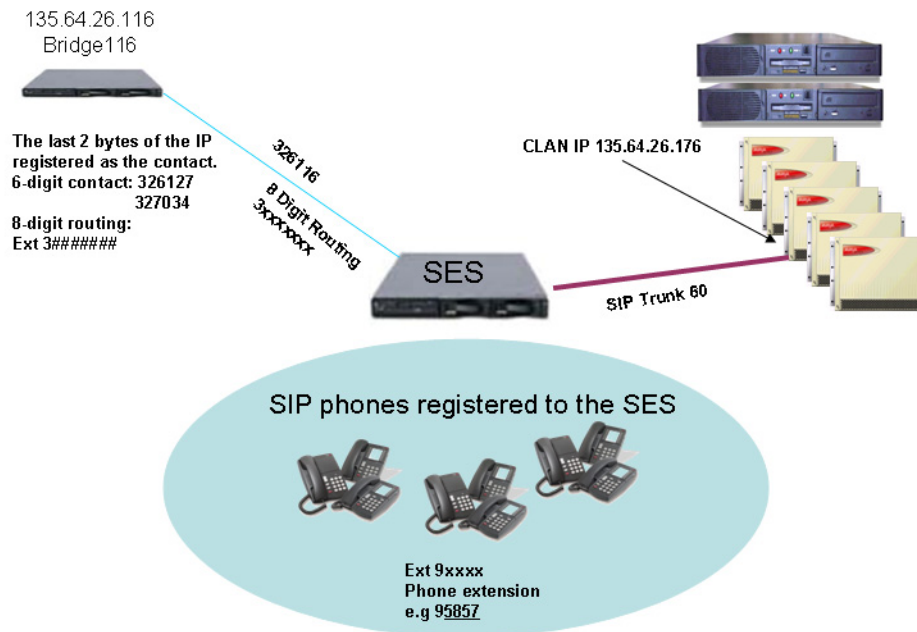 135.64.26.116
Bridge116
The last 2 bytes of the IP
registered as the contact.
6-digit contact: 326127
327034
8-digit routing:
Ext 3#######
326116
8 Digit Routing
3xxxxxxx
CLAN IP 135.64.26.176
SES
SIP Trunk 60
SIP phones registered to the SES
Ext 9xxxx
Phone extension
e.g 95857